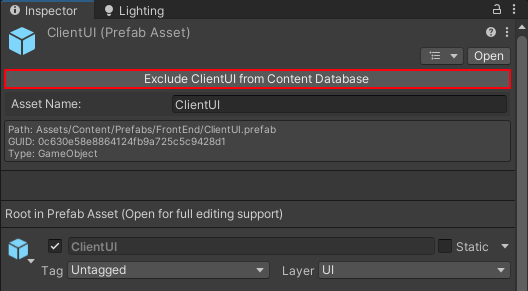 Inspector
Lighting
ClientUI (Prefab Asset)
Open
Exclude ClientUI from Content Database
Asset Name: ClientUI
Path: Assets/Content/Prefabs/FrontEnd/ClientUI.prefab
GUID: 0c630e58e8864124fb9a725c5c9428d1
Type: GameObject
Root in Prefab Asset (Open for full editing support)
ClientUI Static
Tag Untagged Layer UI